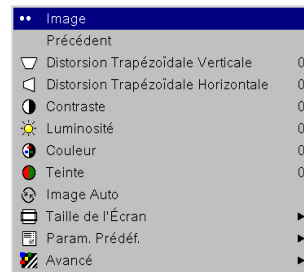 Image
Précédent
Distorsion Trapézoïdale Verticale 0
Distorsion Trapézoïdale Horizontale 0
Contraste 0
Luminosité 0
Couleur 0
Teinte 0
Image Auto
Taille de l'Écran
Param. Prédéf.
Avancé